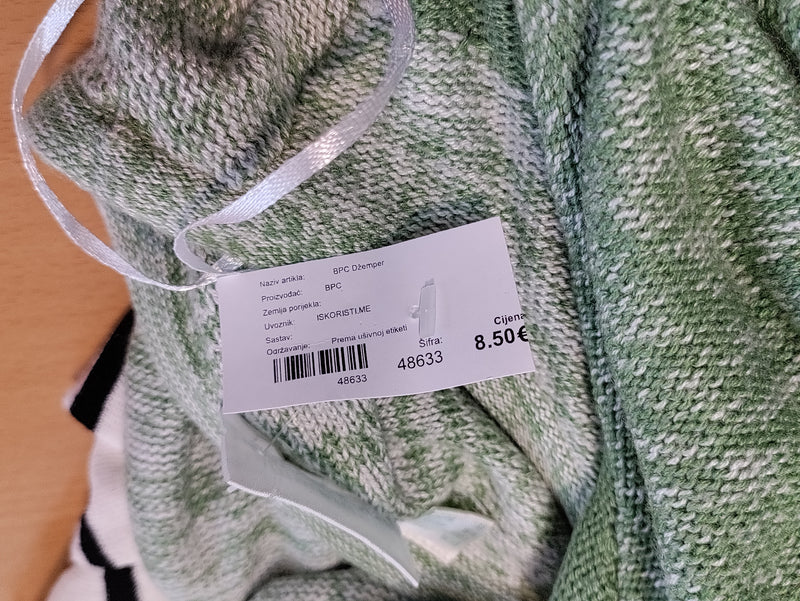 Naziv artikla: BPC Džemper
Proizvođač: BPC
Zemlja porijekla:
Uvoznik: ISKORISTI.ME
Sastav:
Održavanje: Prema ušivnoj etiketi
48633
Šifra:
48633
Cijena
8.50€